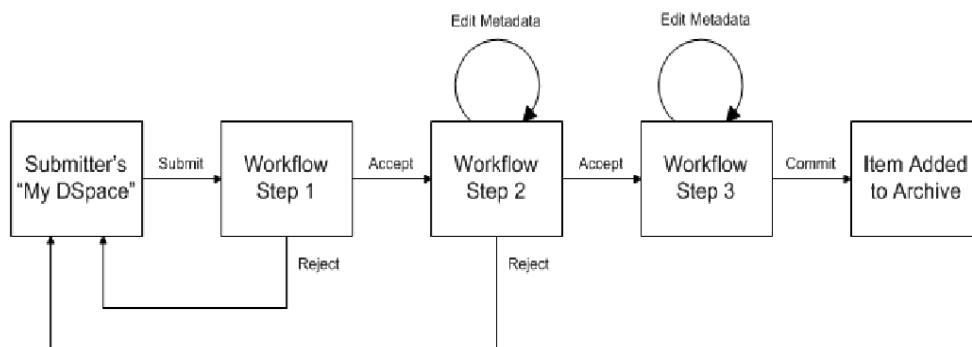 Edit Metadata
Edit Metadata
Submitter's
"My DSpace"
Submit
Workflow
Step 1
Accept
Workflow
Step 2
Accept
Workflow
Step 3
Commit
Item Added
to Archive
Reject
Reject